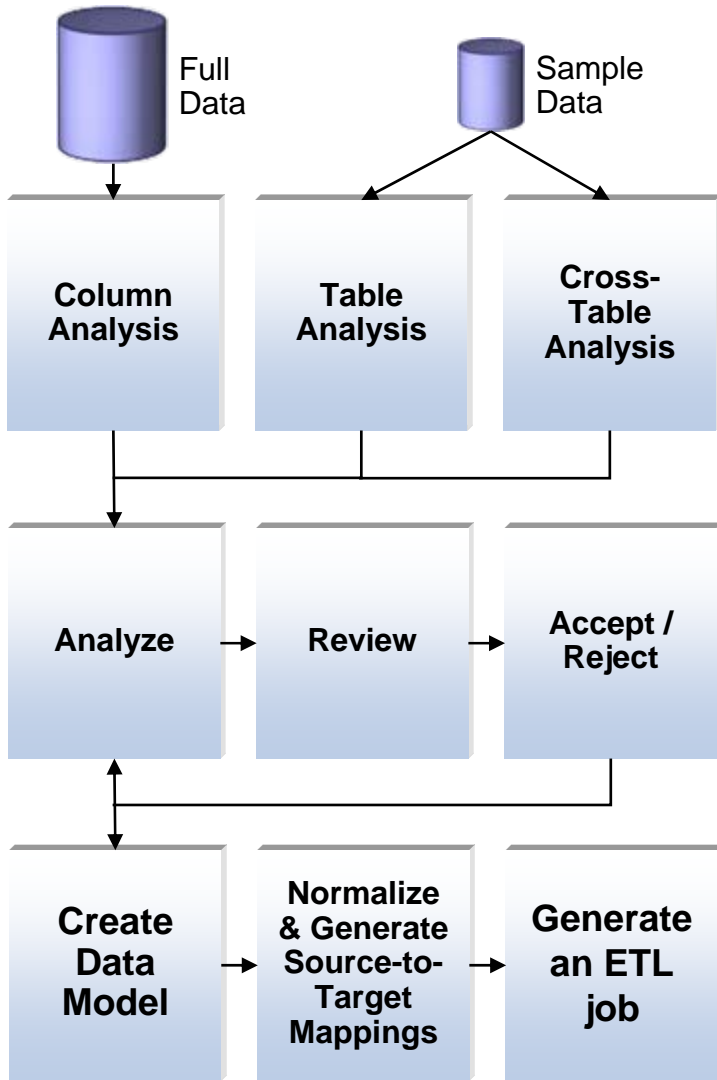 Full
Data
Sample
Data
Column
Analysis
Table
Analysis
Cross-
Table
Analysis
Analyze
Review
Accept /
Reject
Create
Data
Model
Normalize
& Generate
Source-to-
Target
Mappings
Generate
an ETL
job